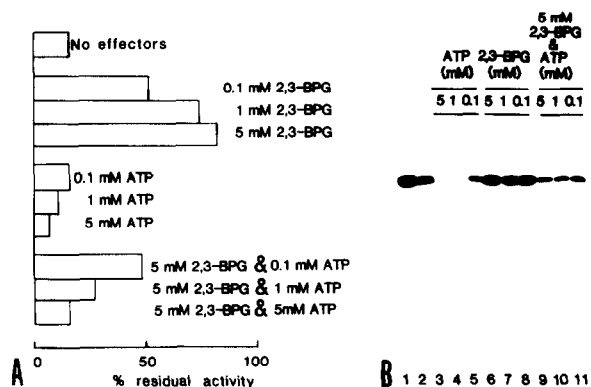 No effectors
0.1 mM 2,3-BPG
1 mM 2,3-BPG
5 mM 2,3-BPG
0.1 mM ATP
1 mM ATP
5 mM ATP
5 mM 2,3-BPG & 0.1 mM ATP
5 mM 2,3-BPG & 1 mM ATP
5 mM 2,3-BPG & 5mM ATP
0 50 100
A % residual activity
5 mM
2,3-BPG
&
ATP 2,3-BPG ATP
(mM) (mM) (mM)
5 1 0.1 5 1 0.1 5 1 0.1
B 1 2 3 4 5 6 7 8 9 10 11